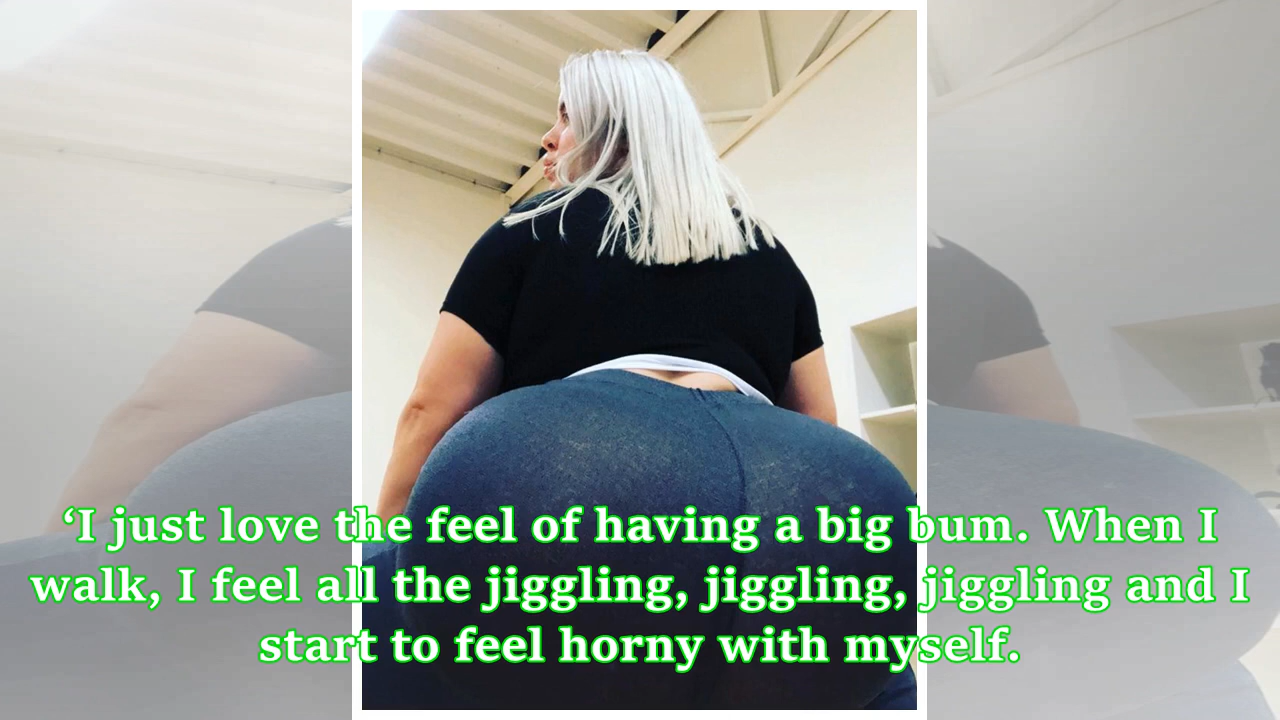 ‘I just love the feel of having a big bum. When I
walk, I feel all the jiggling, jiggling, jiggling and I
start to feel horny with myself.